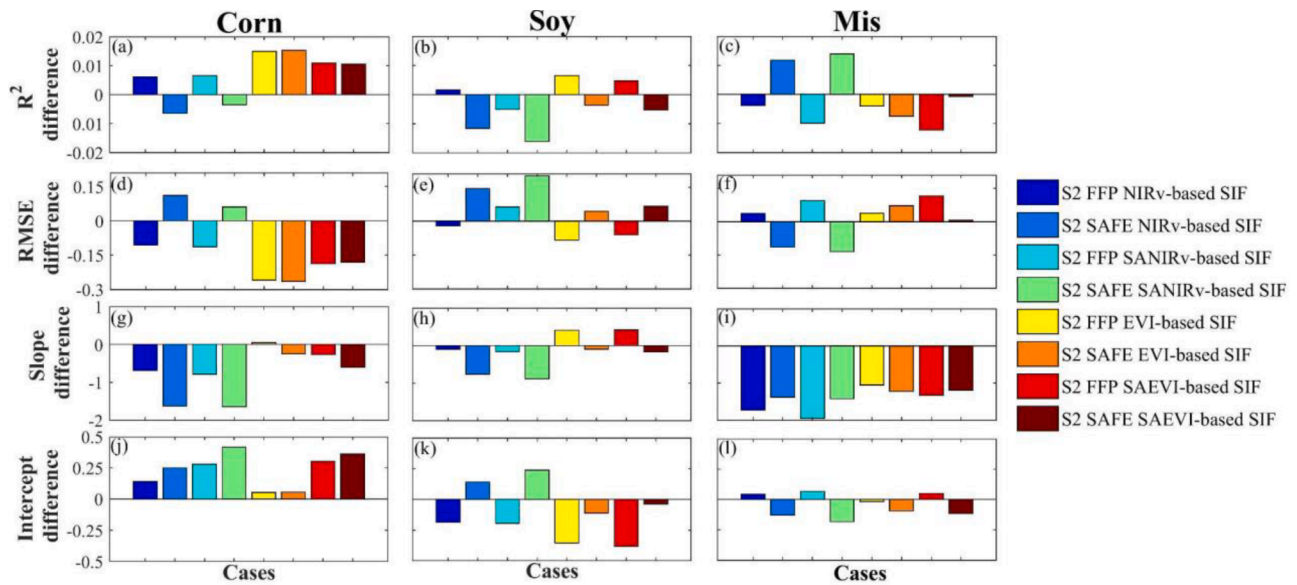 Corn
Soy
Mis
R² difference
0.02
0.01
0
0.01
-0.02
(a)
(b)
(c)
RMSE difference
0.15
0
-0.15
-0.3
(d)
(e)
(f)
Slope difference
1
0
-1
-2
(g)
(h)
(i)
Intercept difference
0.5
0.25
0
-0.25
-0.5
(j)
(k)
(l)
Cases
Cases
Cases
S2 FFP NIRv-based SIF
S2 SAFE NIRv-based SIF
S2 FFP SANIRv-based SIF
S2 SAFE SANIRv-based SIF
S2 FFP EVI-based SIF
S2 SAFE EVI-based SIF
S2 FFP SAEVI-based SIF
S2 SAFE SAEVI-based SIF